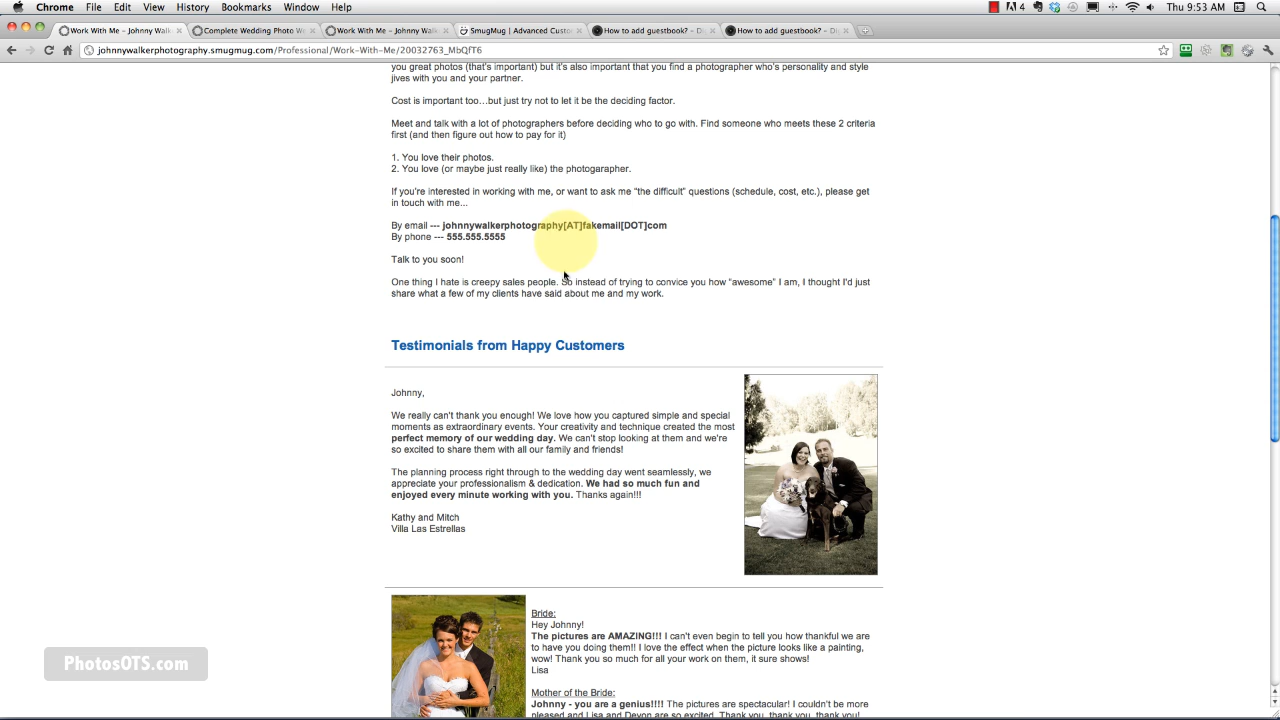 Chrome File Edit View History Bookmarks Window Help
4 Thu 9:53 AM
Work With Me - Johnny Walk
Complete Wedding Photo We
Work With Me - Johnny Walk
SmugMug | Advanced Custo
How to add guestbook? - D
How to add guestbook? - Di
johnnywalkerphotography.smugmug.com/Professional/Work-With-Me/20032763_MbQfT6
you great photos (that's important) but it's also important that you find a photographer who's personality and style
jives with you and your partner.
Cost is important too...but just try not to let it be the deciding factor.
Meet and talk with a lot of photographers before deciding who to go with. Find someone who meets these 2 criteria
first (and then figure out how to pay for it)
1. You love their photos.
2. You love (or maybe just really like) the photogarapher.
If you're interested in working with me, or want to ask me "the difficult" questions (schedule, cost, etc.), please get
in touch with me...
By email --- johnnywalkerphotography[AT]fakemail[DOT]com
By phone --- 555.555.5555
Talk to you soon!
One thing I hate is creepy sales people. So instead of trying to convice you how "awesome" I am, I thought I'd just
share what a few of my clients have said about me and my work.
Testimonials from Happy Customers
Johnny,
We really can't thank you enough! We love how you captured simple and special
moments as extraordinary events. Your creativity and technique created the most
perfect memory of our wedding day. We can't stop looking at them and we're
so excited to share them with all our family and friends!
The planning process right through to the wedding day went seamlessly, we
appreciate your professionalism & dedication. We had so much fun and
enjoyed every minute working with you. Thanks again!!!
Kathy and Mitch
Villa Las Estrellas
Bride:
Hey Johnny!
The pictures are AMAZING!!! I can't even begin to tell you how thankful we are
to have you doing them!! I love the effect when the picture looks like a painting,
wow! Thank you so much for all your work on them, it sure shows!
Lisa
Mother of the Bride:
Johnny - you are a genius!!!! The pictures are spectacular! I couldn't be more
pleased and Lisa and Devon are so excited. Thank you, thank you, thank you!
PhotosOTS.com